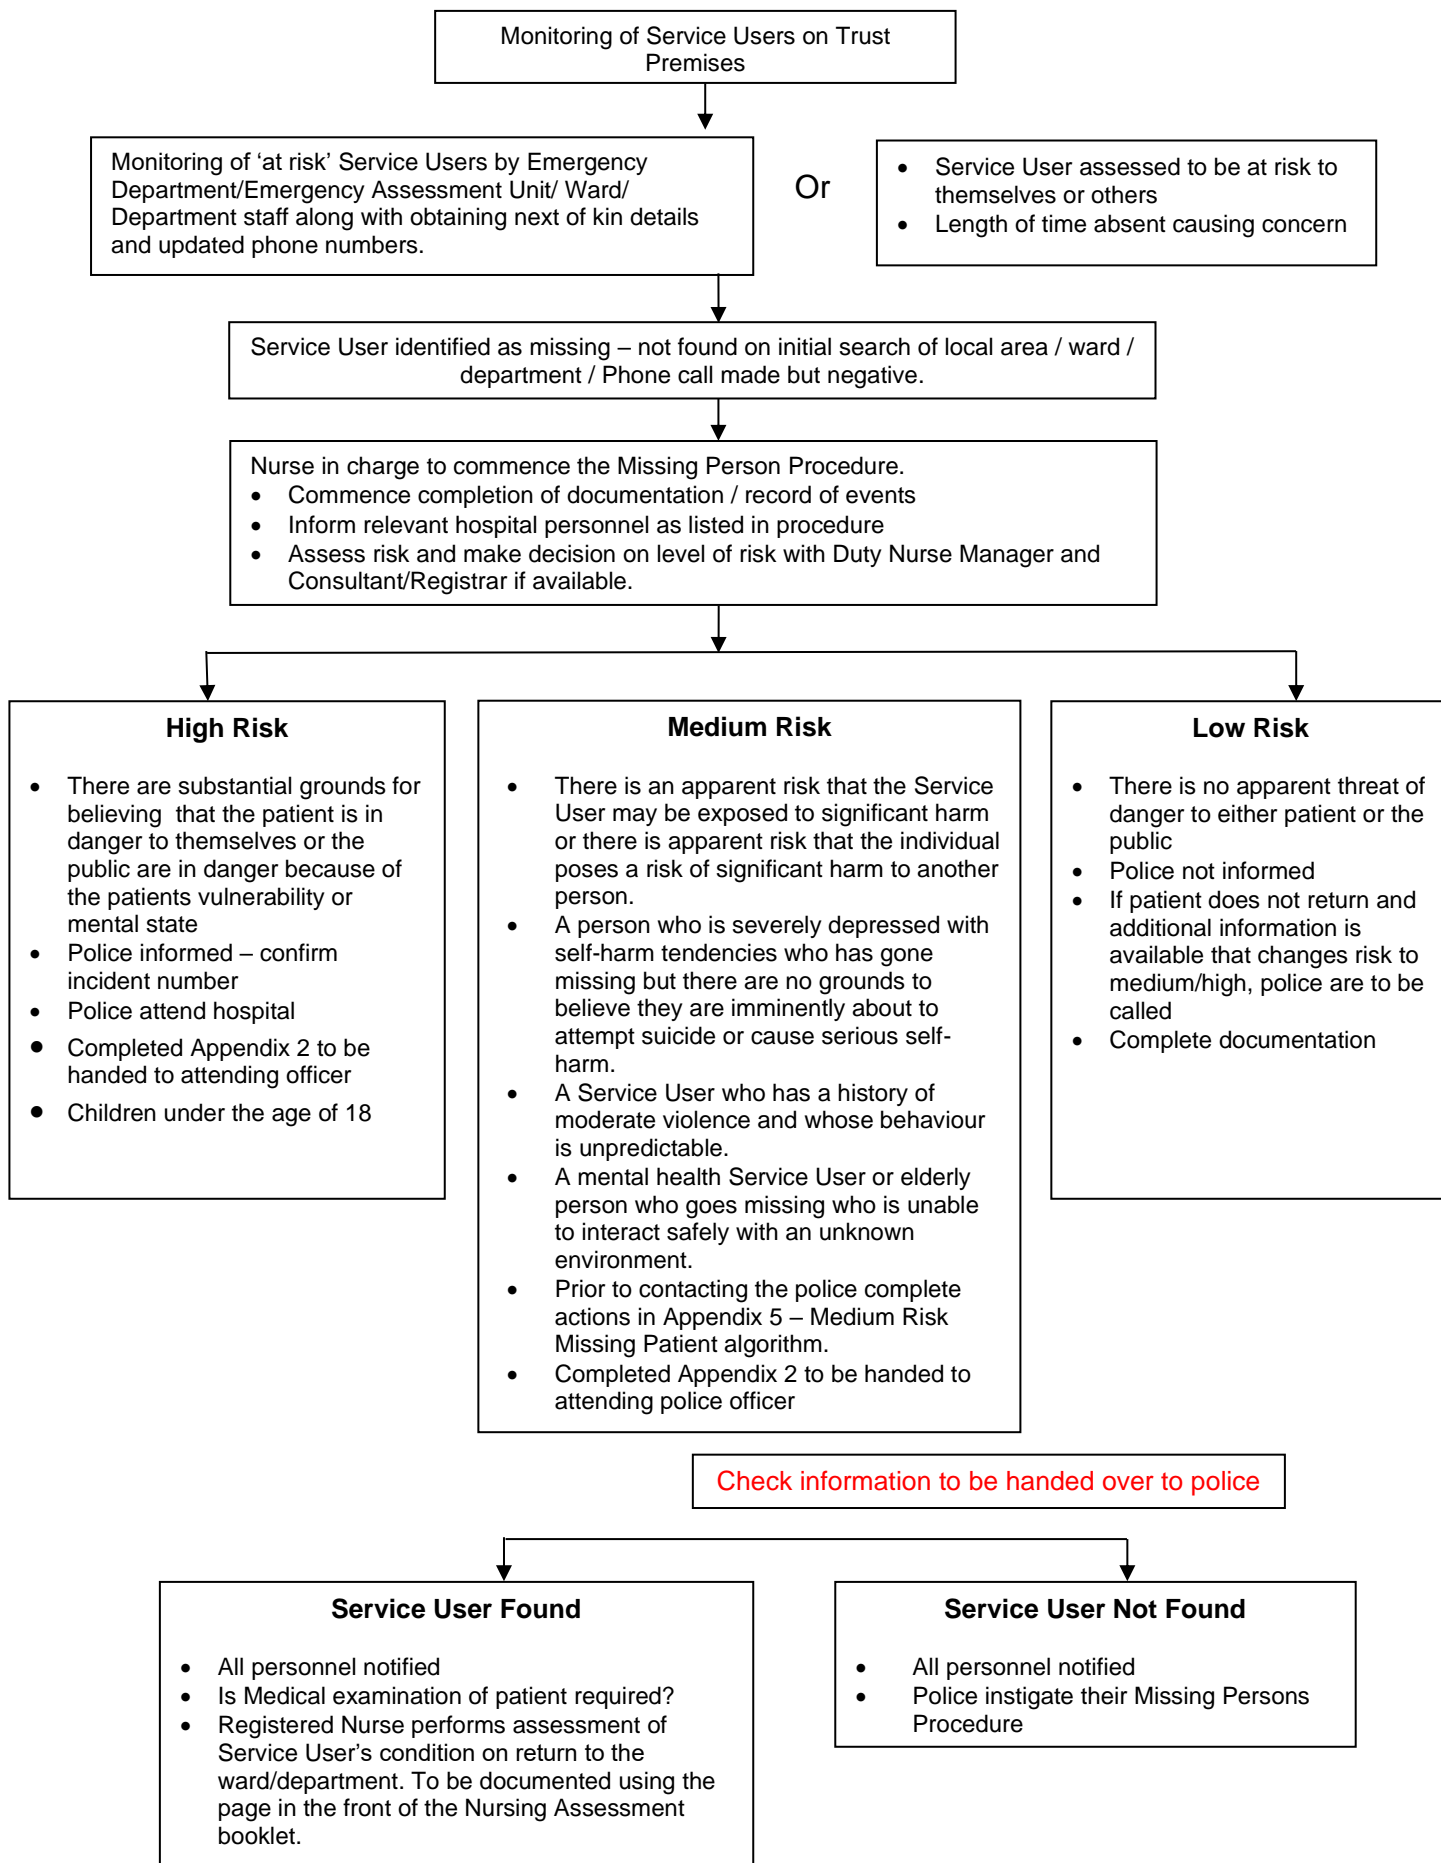 Monitoring of Service Users on Trust
Premises
Monitoring of ‘at risk’ Service Users by Emergency
Department/Emergency Assessment Unit/ Ward/
Department staff along with obtaining next of kin details
and updated phone numbers.
Or
• Service User assessed to be at risk to
themselves or others
• Length of time absent causing concern
Service User identified as missing – not found on initial search of local area / ward /
department / Phone call made but negative.
Nurse in charge to commence the Missing Person Procedure.
• Commence completion of documentation / record of events
• Inform relevant hospital personnel as listed in procedure
• Assess risk and make decision on level of risk with Duty Nurse Manager and
Consultant/Registrar if available.
High Risk
• There are substantial grounds for
believing that the patient is in
danger to themselves or the
public are in danger because of
the patients vulnerability or
mental state
• Police informed – confirm
incident number
• Police attend hospital
• Completed Appendix 2 to be
handed to attending officer
• Children under the age of 18
Medium Risk
• There is an apparent risk that the Service
User may be exposed to significant harm
or there is apparent risk that the individual
poses a risk of significant harm to another
person.
• A person who is severely depressed with
self-harm tendencies who has gone
missing but there are no grounds to
believe they are imminently about to
attempt suicide or cause serious self-
harm.
• A Service User who has a history of
moderate violence and whose behaviour
is unpredictable.
• A mental health Service User or elderly
person who goes missing who is unable
to interact safely with an unknown
environment.
• Prior to contacting the police complete
actions in Appendix 5 – Medium Risk
Missing Patient algorithm.
• Completed Appendix 2 to be handed to
attending police officer
Low Risk
• There is no apparent threat of
danger to either patient or the
public
• Police not informed
• If patient does not return and
additional information is
available that changes risk to
medium/high, police are to be
called
• Complete documentation
Check information to be handed over to police
Service User Found
• All personnel notified
• Is Medical examination of patient required?
• Registered Nurse performs assessment of
Service User’s condition on return to the
ward/department. To be documented using the
page in the front of the Nursing Assessment
booklet.
Service User Not Found
• All personnel notified
• Police instigate their Missing Persons
Procedure